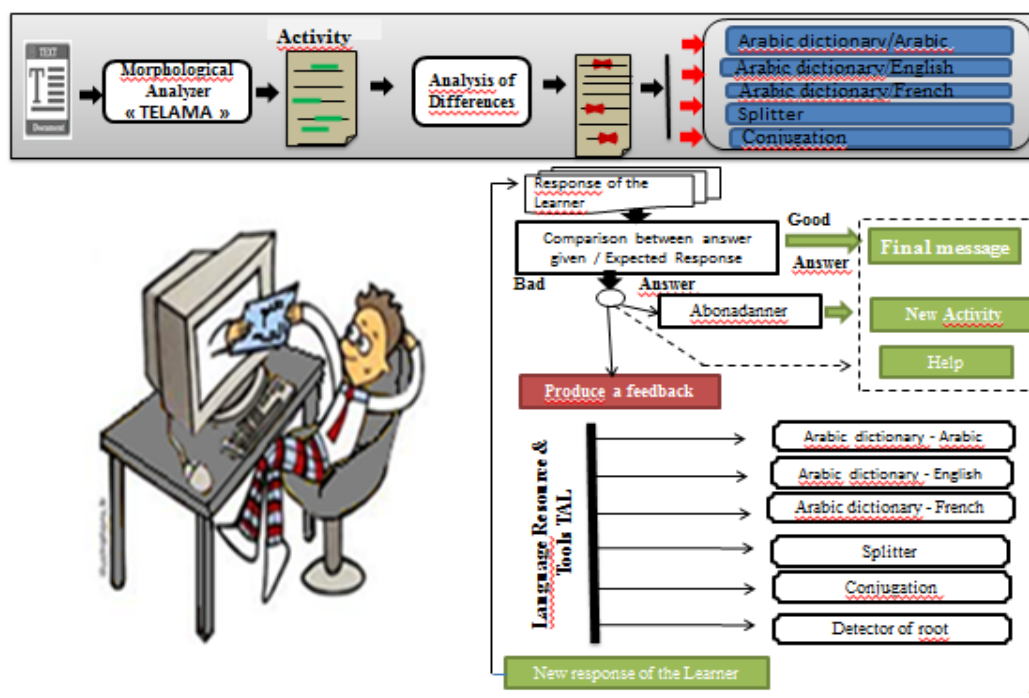 TEXT
T
Document
Morphological
Analyzer
« TELAMA »
Activity
Analysis of
Differences
Arabic dictionary/Arabic
Arabic dictionary/English
Arabic dictionary/French
Splitter
Conjugation
Response of the
Learner
Comparison between answer
given / Expected Response
Good
Answer
Final message
Bad
Answer
Abonadanner
New Activity
Help
Produce a feedback
Language Resource &
Tools TAL
Arabic dictionary - Arabic
Arabic dictionary - English
Arabic dictionary - French
Splitter
Conjugation
Detector of root
New response of the Learner